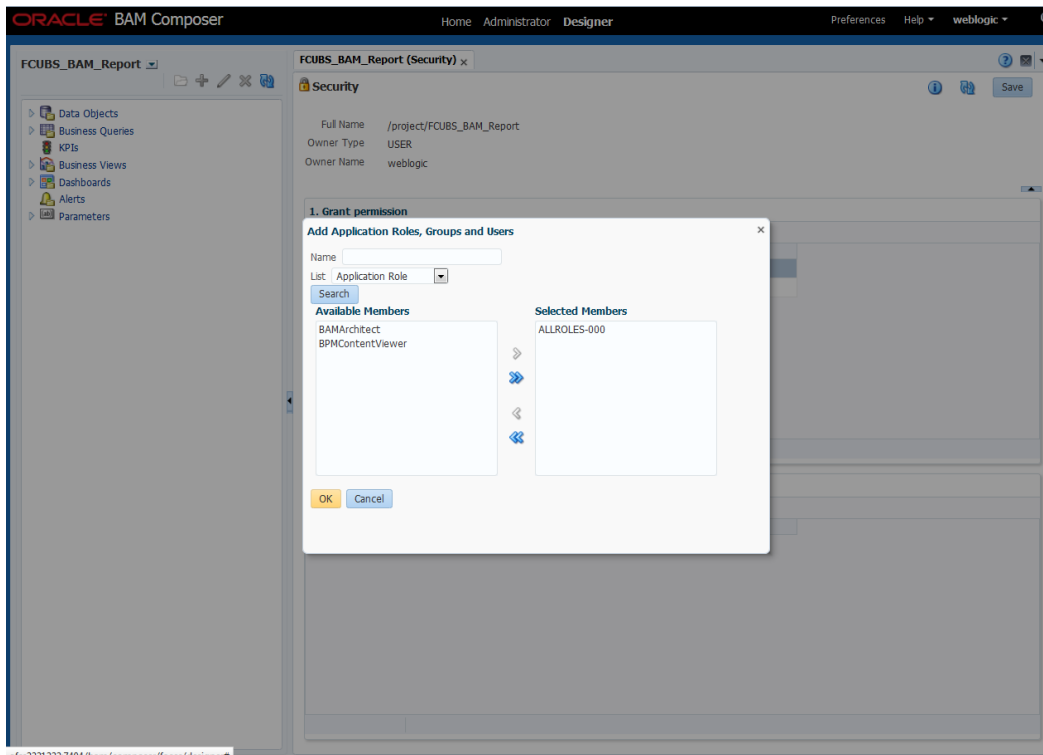 ORACLE BAM Composer
Home Administrator Designer
Preferences Help weblogic
FCUBS_BAM_Report
Data Objects
Business Queries
KPIs
Business Views
Dashboards
Alerts
Parameters
FCUBS_BAM_Report (Security)
Security
Save
Full Name /project/FCUBS_BAM_Report
Owner Type USER
Owner Name weblogic
1. Grant permission
Add Application Roles, Groups and Users
Name
List Application Role
Search
Available Members
BAMArchitect
BPMContentViewer
Selected Members
ALLROLES-000
OK Cancel